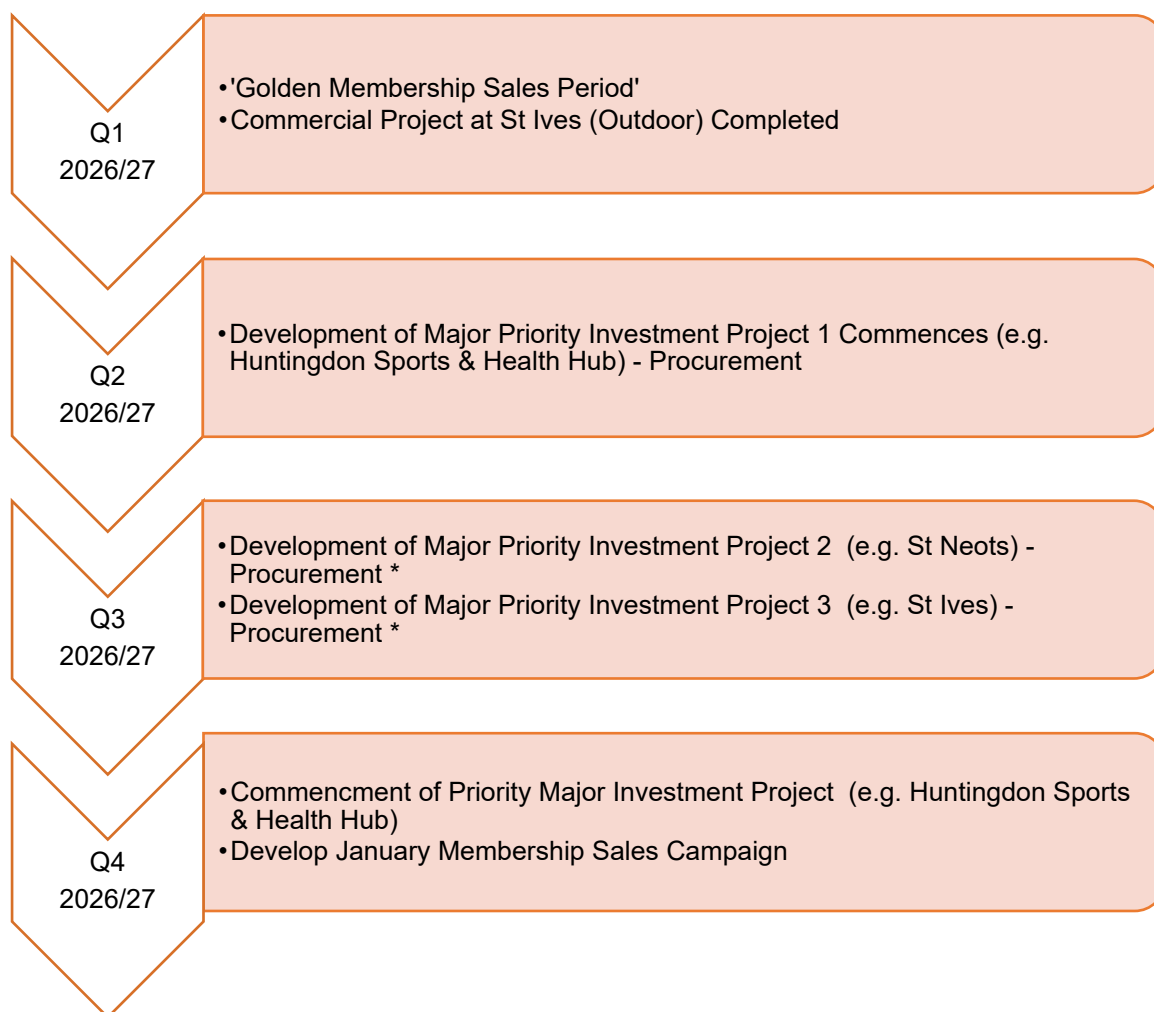 Q1
2026/27
•'Golden Membership Sales Period'
•Commercial Project at St Ives (Outdoor) Completed
Q2
2026/27
•Development of Major Priority Investment Project 1 Commences (e.g.
Huntingdon Sports & Health Hub) - Procurement
Q3
2026/27
•Development of Major Priority Investment Project 2  (e.g. St Neots) -
Procurement *
•Development of Major Priority Investment Project 3  (e.g. St Ives) -
Procurement *
Q4
2026/27
•Commencment of Priority Major Investment Project  (e.g. Huntingdon Sports
& Health Hub)
•Develop January Membership Sales Campaign